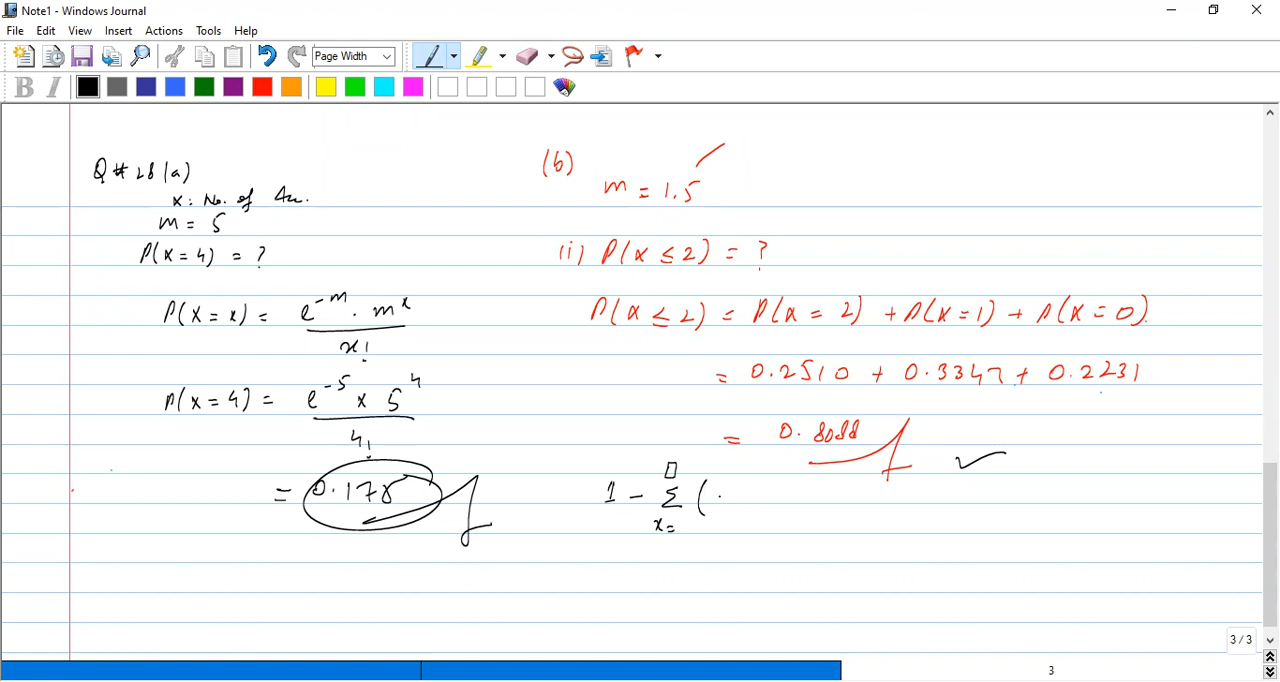 Note1 - Windows Journal
File Edit View Insert Actions Tools Help
Page Width
B I
Q # 28 (a)
x : No. of
m = 5
P(x = 4) = ?
P(X = x) = e^-m . m^x / x!
P(x = 4) = e^-5 x 5^4 / 4!
= 0.175
(b)
m = 1.5
(i) P(x ≤ 2) = ?
P(x ≤ 2) = P(x = 2) + P(x = 1) + P(x = 0).
= 0.2510 + 0.3347 + 0.2231
= 0.8088
1 - Σ (
x =
3 / 3
3